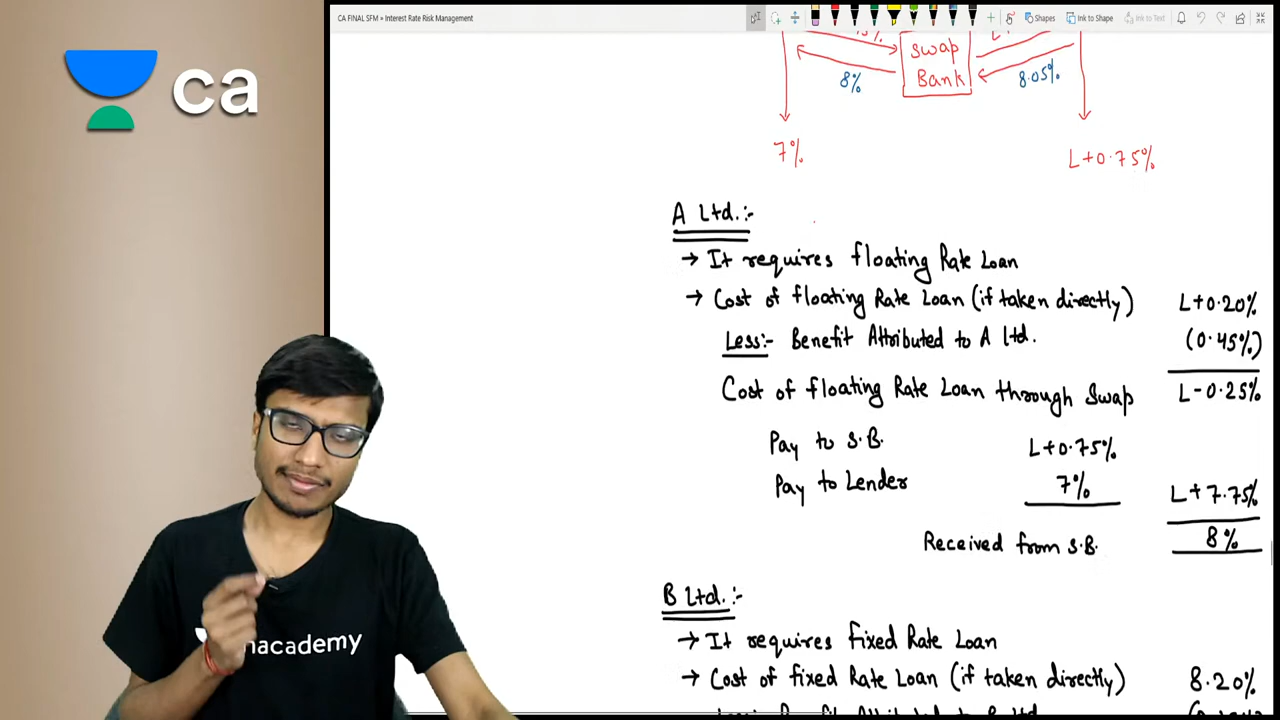 CA FINAL SFM » Interest Rate Risk Management
Shapes
Ink to Shape
Ink to Text
ca
swap
Bank
8%
8.05%
7%
L+0.75%
A Ltd.:-
→ It requires floating Rate Loan
→ Cost of floating Rate Loan (if taken directly) L+0.20%
Less:- Benefit Attributed to A Ltd. (0.45%)
Cost of floating Rate Loan through Swap L-0.25%
Pay to S.B. L+0.75%
Pay to Lender 7% L+7.75%
Received from S.B. 8%
B Ltd.:-
→ It requires fixed Rate Loan
→ Cost of fixed Rate Loan (if taken directly) 8.20%
nacademy